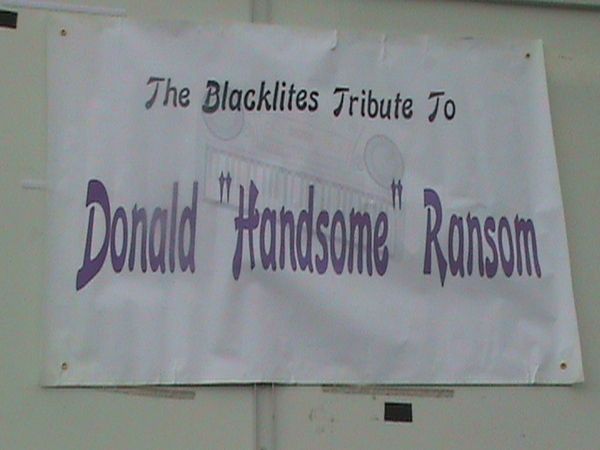 The Blacklites Tribute To
Donald "Handsome" Ransom